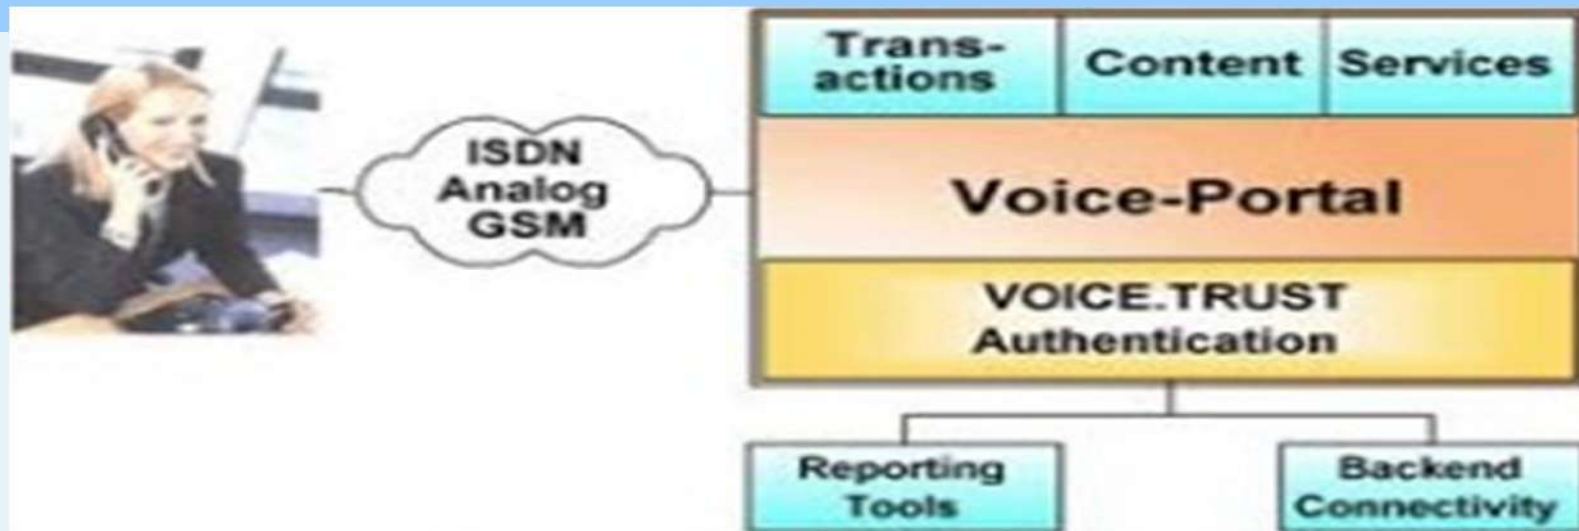 Trans-
actions
Content
Services
ISDN
Analog
GSM
Voice-Portal
VOICE.TRUST
Authentication
Reporting
Tools
Backend
Connectivity